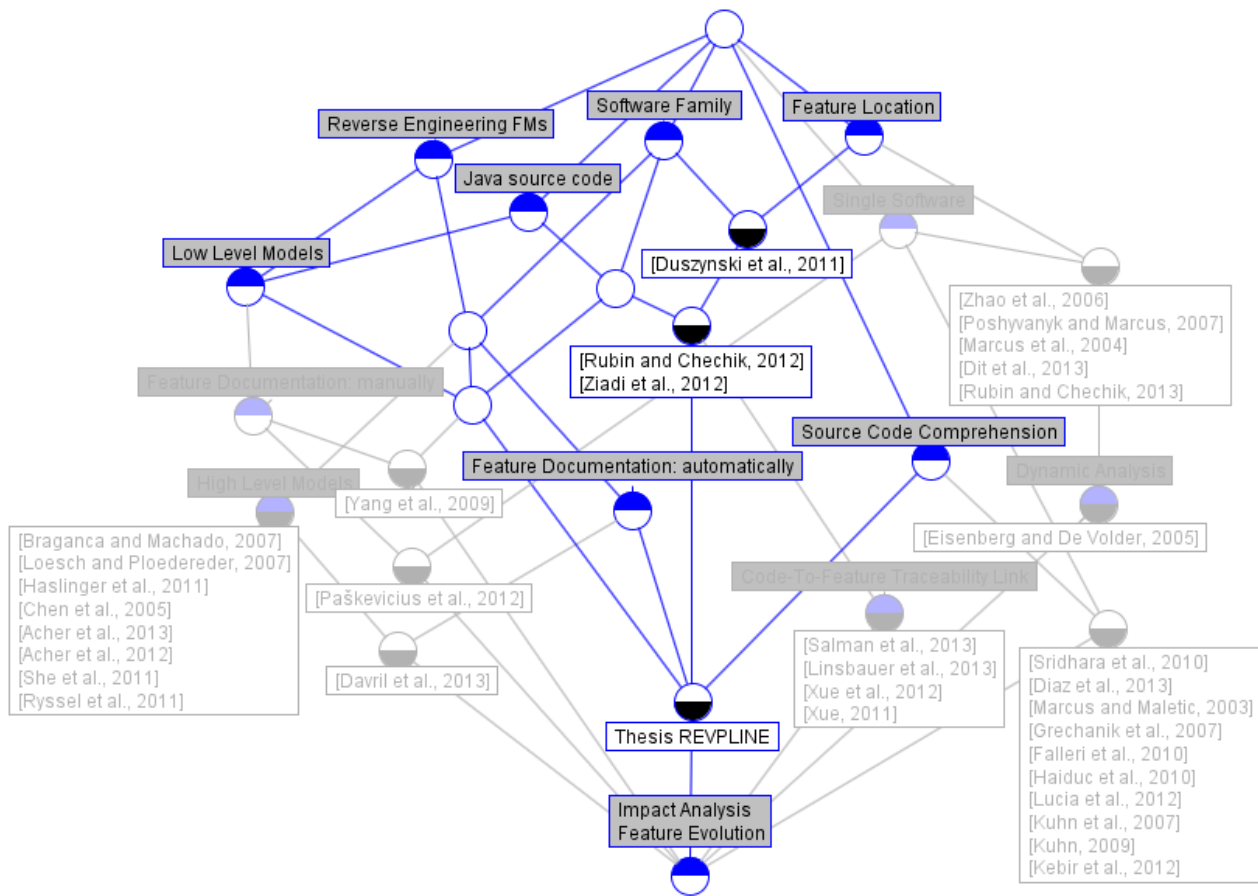 Software Family
Feature Location
Reverse Engineering FMs
Java source code
Single Software
Low Level Models
[Duszynski et al., 2011]
[Zhao et al., 2006]
[Poshyvanyk and Marcus, 2007]
[Marcus et al., 2004]
[Dit et al., 2013]
[Rubin and Chechik, 2013]
[Rubin and Chechik, 2012]
[Ziadi et al., 2012]
Feature Documentation: manually
Source Code Comprehension
Feature Documentation: automatically
Dynamic Analysis
High Level Models
[Yang et al., 2009]
[Eisenberg and De Volder, 2005]
[Braganca and Machado, 2007]
[Loesch and Ploedereder, 2007]
[Haslinger et al., 2011]
[Chen et al., 2005]
[Acher et al., 2013]
[Acher et al., 2012]
[She et al., 2011]
[Ryssel et al., 2011]
[Paškevicius et al., 2012]
Code-To-Feature Traceability Link
[Salman et al., 2013]
[Linsbauer et al., 2013]
[Xue et al., 2012]
[Xue, 2011]
[Davril et al., 2013]
[Sridhara et al., 2010]
[Diaz et al., 2013]
[Marcus and Maletic, 2003]
[Grechanik et al., 2007]
[Falleri et al., 2010]
[Haiduc et al., 2010]
[Lucia et al., 2012]
[Kuhn et al., 2007]
[Kuhn, 2009]
[Kebir et al., 2012]
Thesis REVPLINE
Impact Analysis
Feature Evolution